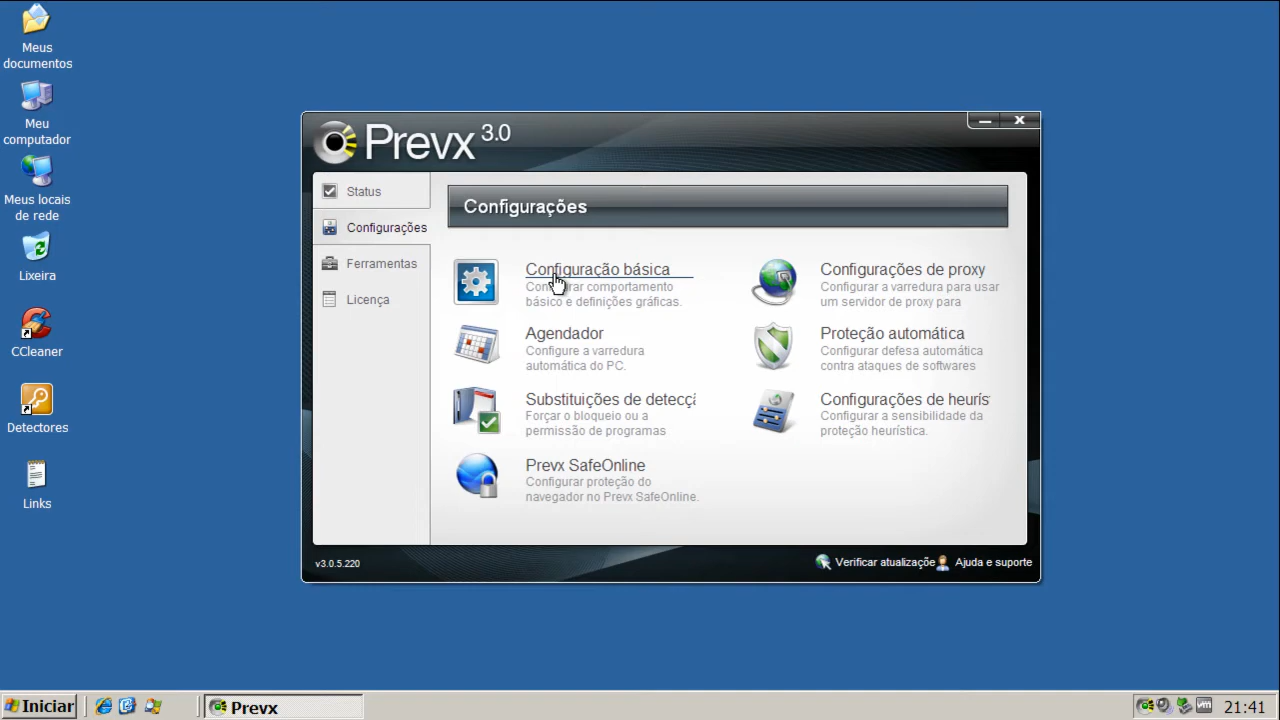 Meus
documentos
Meu
computador
Meus locais
de rede
Lixeira
CCleaner
Detectores
Links
Prevx 3.0
Status
Configurações
Ferramentas
Licença
Configurações
Configuração básica
Configurar comportamento
básico e definições gráficas.
Agendador
Configure a varredura
automática do PC.
Substituições de detecçã
Forçar o bloqueio ou a
permissão de programas
Prevx SafeOnline
Configurar proteção do
navegador no Prevx SafeOnline.
Configurações de proxy
Configurar a varredura para usar
um servidor de proxy para
Proteção automática
Configurar defesa automática
contra ataques de softwares
Configurações de heurís
Configurar a sensibilidade da
proteção heurística.
v3.0.5.220
Verificar atualizaçõe
Ajuda e suporte
Iniciar
Prevx
vm
21:41